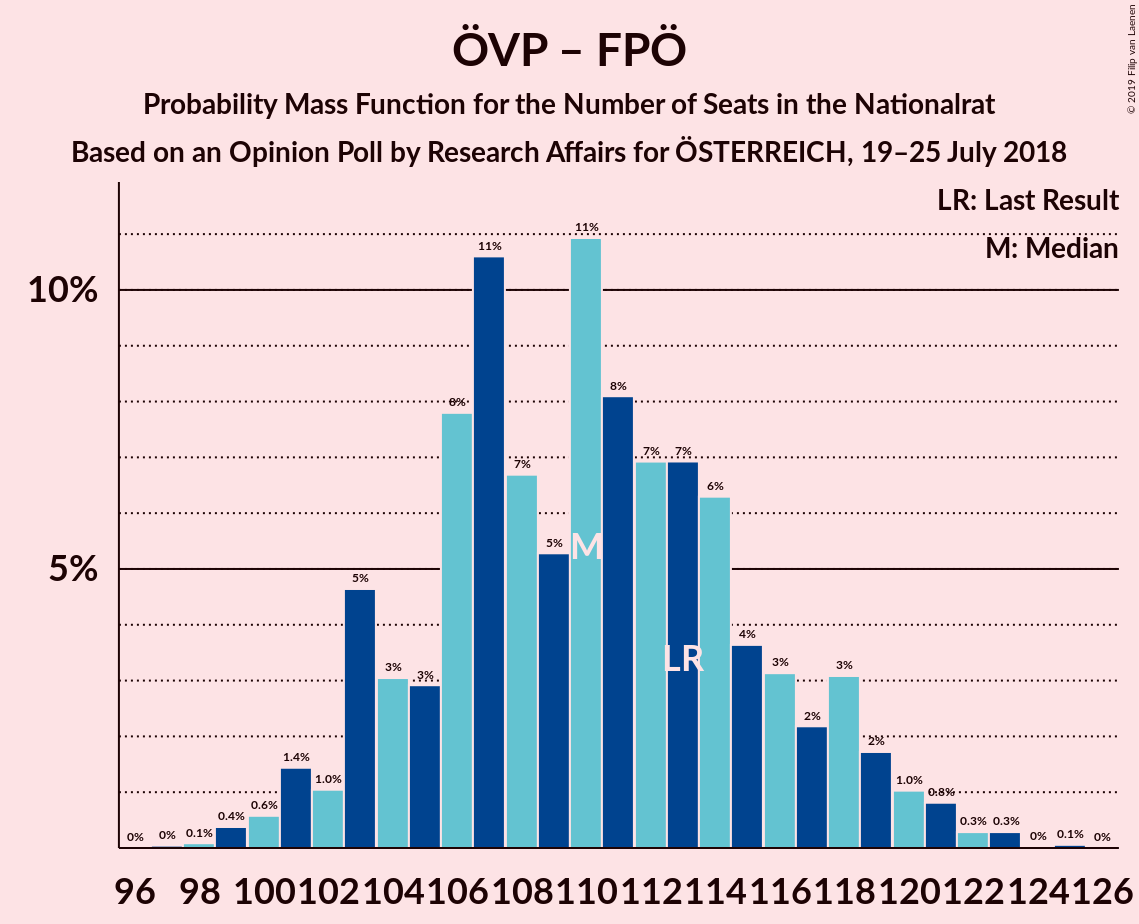 ÖVP – FPÖ
Probability Mass Function for the Number of Seats in the Nationalrat
Based on an Opinion Poll by Research Affairs for ÖSTERREICH, 19–25 July 2018
© 2019 Filip van Laenen
LR: Last Result
M: Median
10%
5%
0% 0% 0.1% 0.4% 0.6% 1.4% 1.0% 5% 3% 3% 8% 11% 7% 5% 11% 8% 7% 7% 6% 4% 3% 2% 3% 2% 1.0% 0.8% 0.3% 0.3% 0% 0.1% 0%
M
LR
96 98 100 102 104 106 108 110 112 114 116 118 120 122 124 126